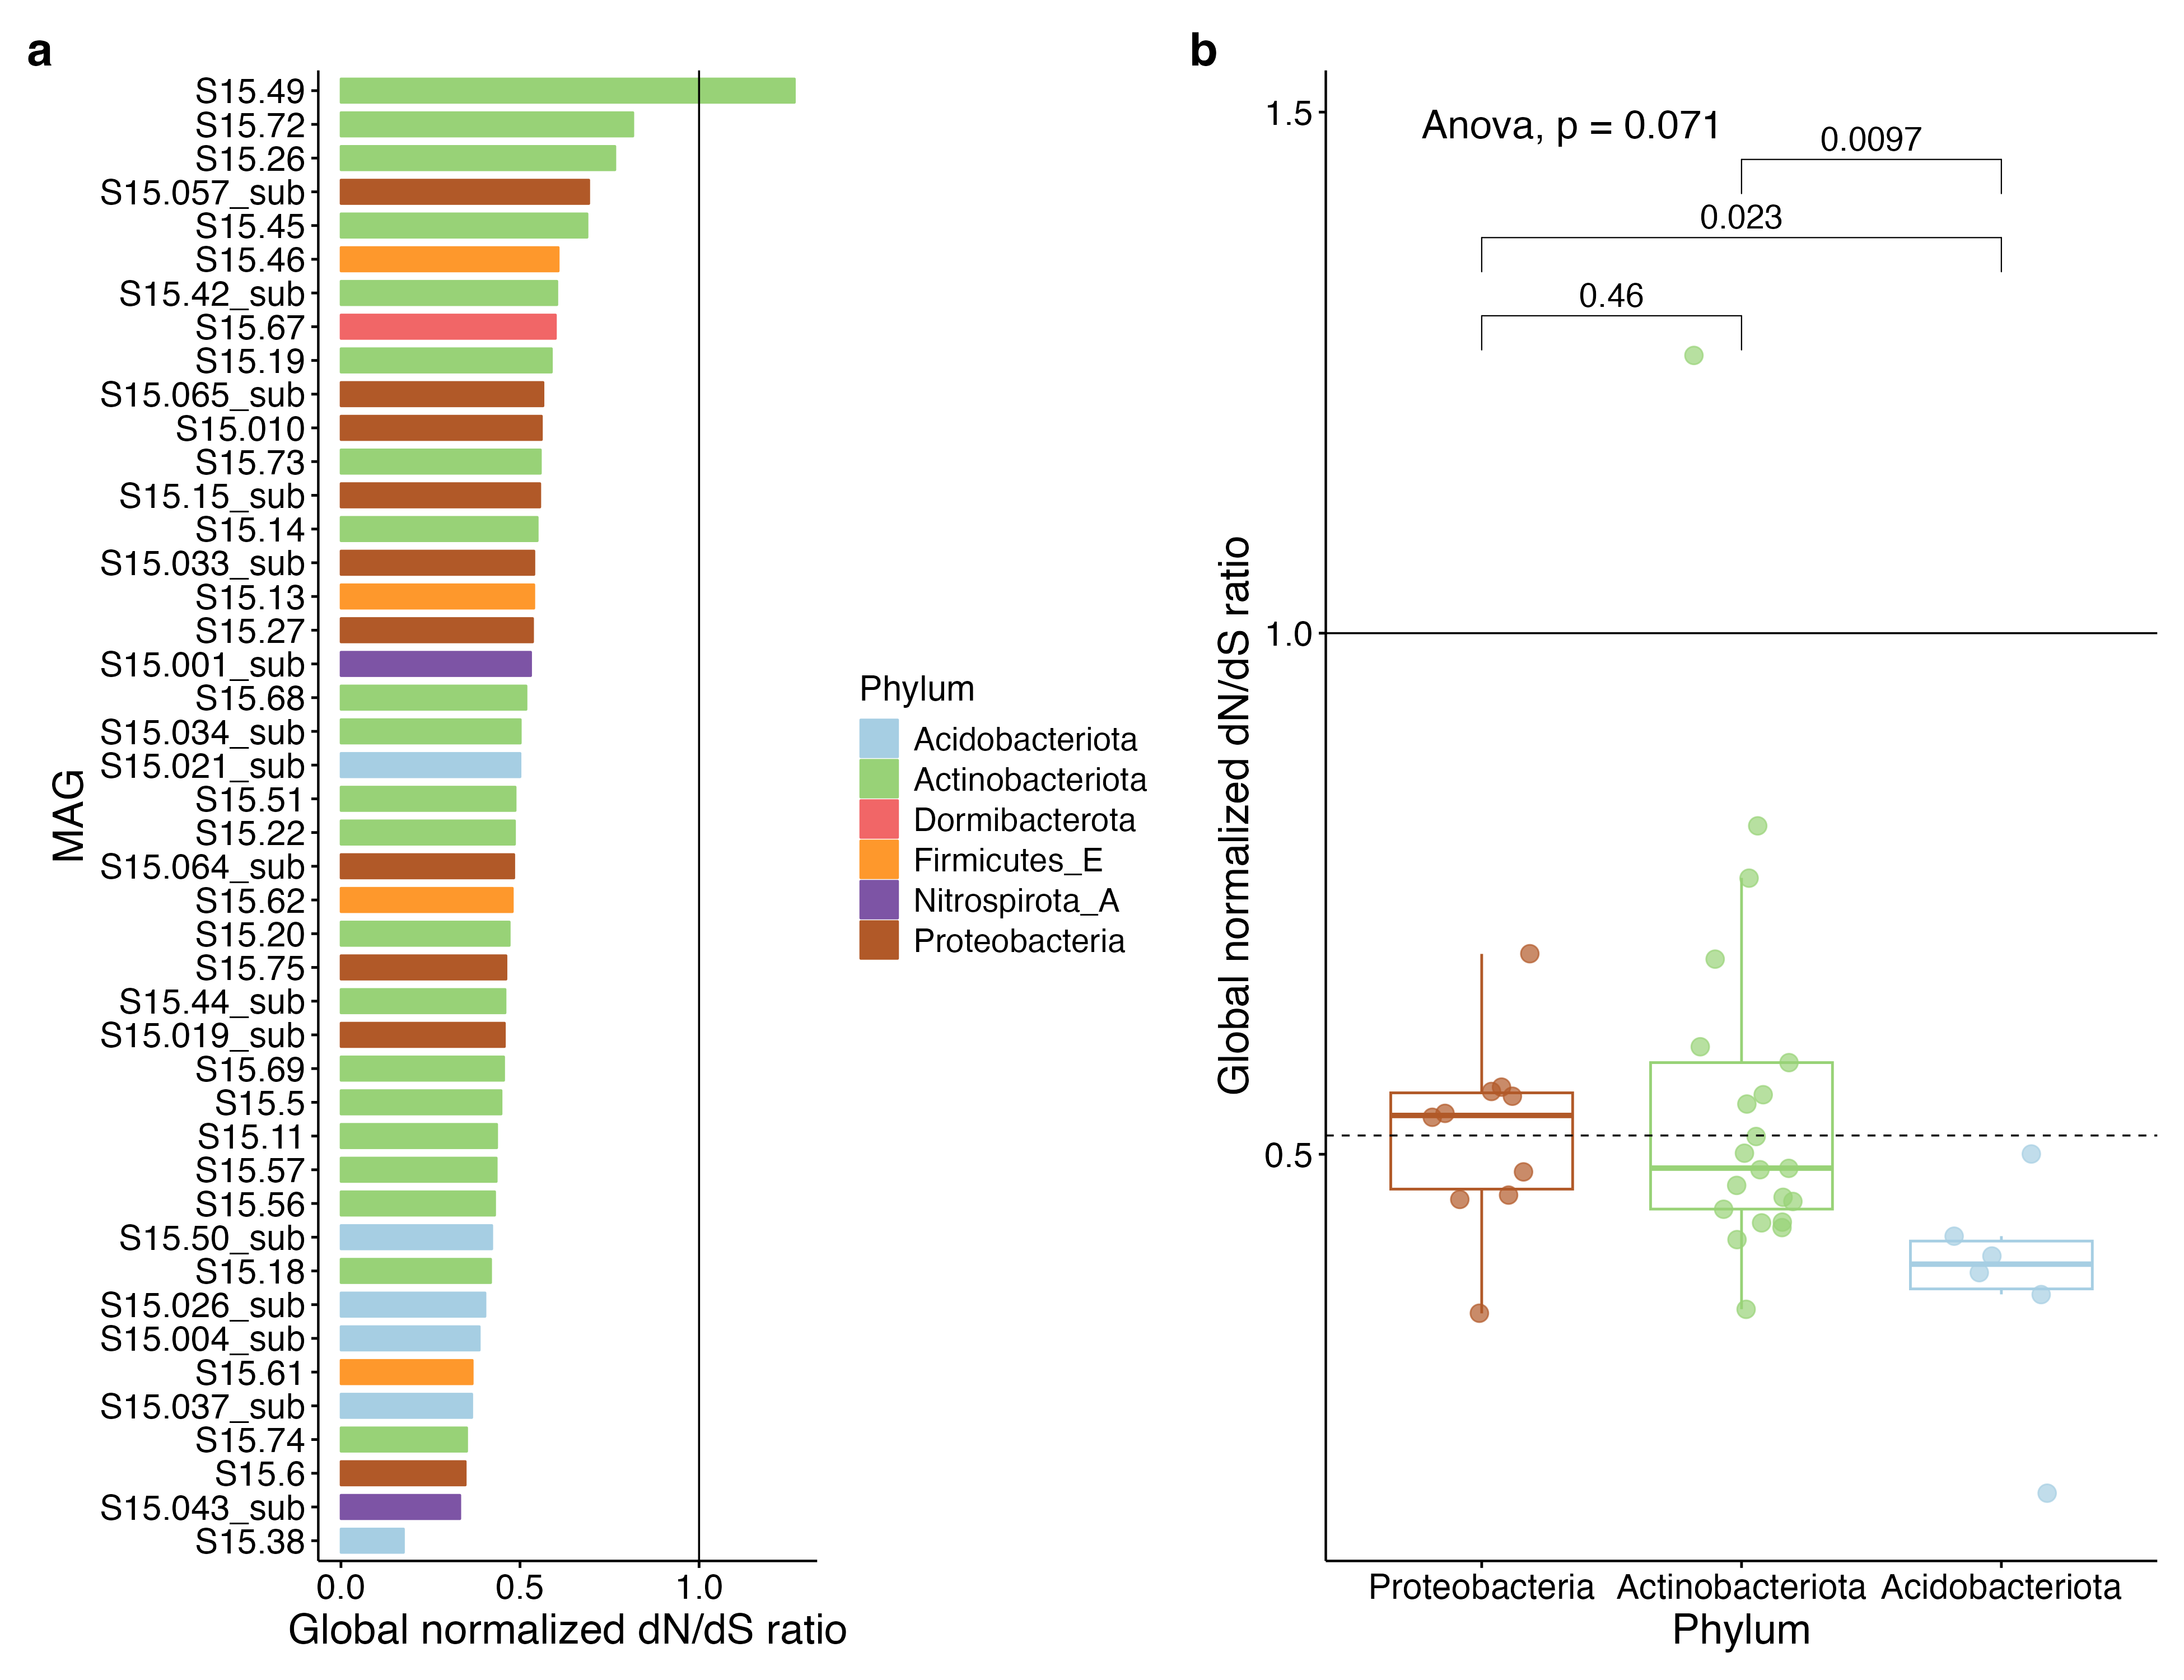 a
S15.49
S15.72
S15.26
S15.057_sub
S15.45
S15.46
S15.42_sub
S15.67
S15.19
S15.065_sub
S15.010
S15.73
S15.15_sub
S15.14
S15.033_sub
S15.13
S15.27
S15.001_sub
S15.68
S15.034_sub
S15.021_sub
S15.51
S15.22
S15.064_sub
S15.62
S15.20
S15.75
S15.44_sub
S15.019_sub
S15.69
S15.5
S15.11
S15.57
S15.56
S15.50_sub
S15.18
S15.026_sub
S15.004_sub
S15.61
S15.037_sub
S15.74
S15.6
S15.043_sub
S15.38
MAG
0.0 0.5 1.0
Global normalized dN/dS ratio
Phylum
Acidobacteriota
Actinobacteriota
Dormibacterota
Firmicutes_E
Nitrospirota_A
Proteobacteria
b
1.5
1.0
0.5
Global normalized dN/dS ratio
Anova, p = 0.071
0.0097
0.023
0.46
Proteobacteria Actinobacteriota Acidobacteriota
Phylum